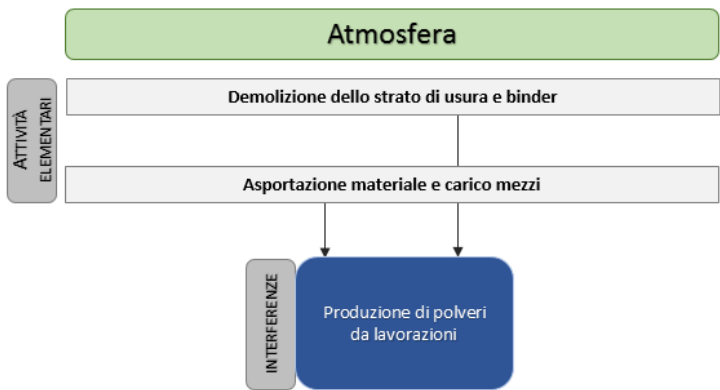 Atmosfera
ATTIVITÀ
ELEMENTARI
Demolizione dello strato di usura e binder
Asportazione materiale e carico mezzi
INTERFERENZE
Produzione di polveri
da lavorazioni